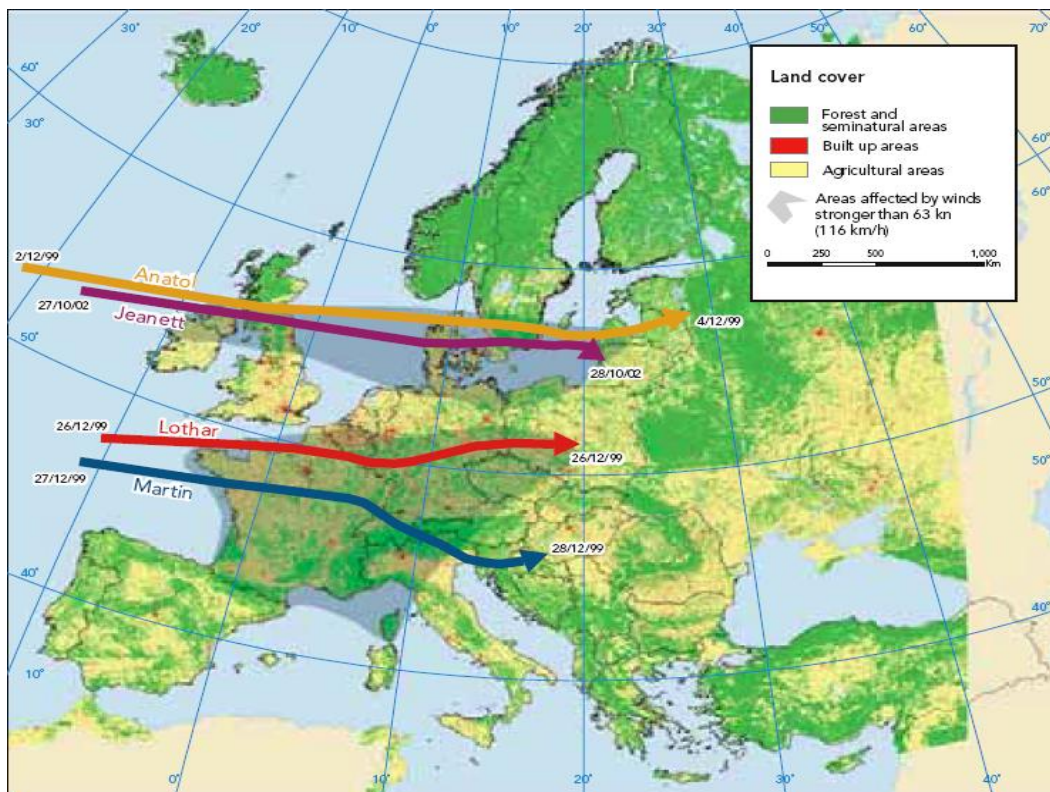 30°
20°
10°
0°
10°
20°
30°
60°
70°
60°
30°
50°
40°
10°
Land cover
Forest and
seminatural areas
Built up areas
Agricultural areas
Areas affected by winds
stronger than 63 kn
(116 km/h)
0 250 500 1,000
Km
60°
60°
50°
50°
40°
40°
2/12/99
Anatol
27/10/02
Jeanett
4/12/99
28/10/02
26/12/99
Lothar
26/12/99
27/12/99
Martin
28/12/99
0°
10°
20°
30°
40°